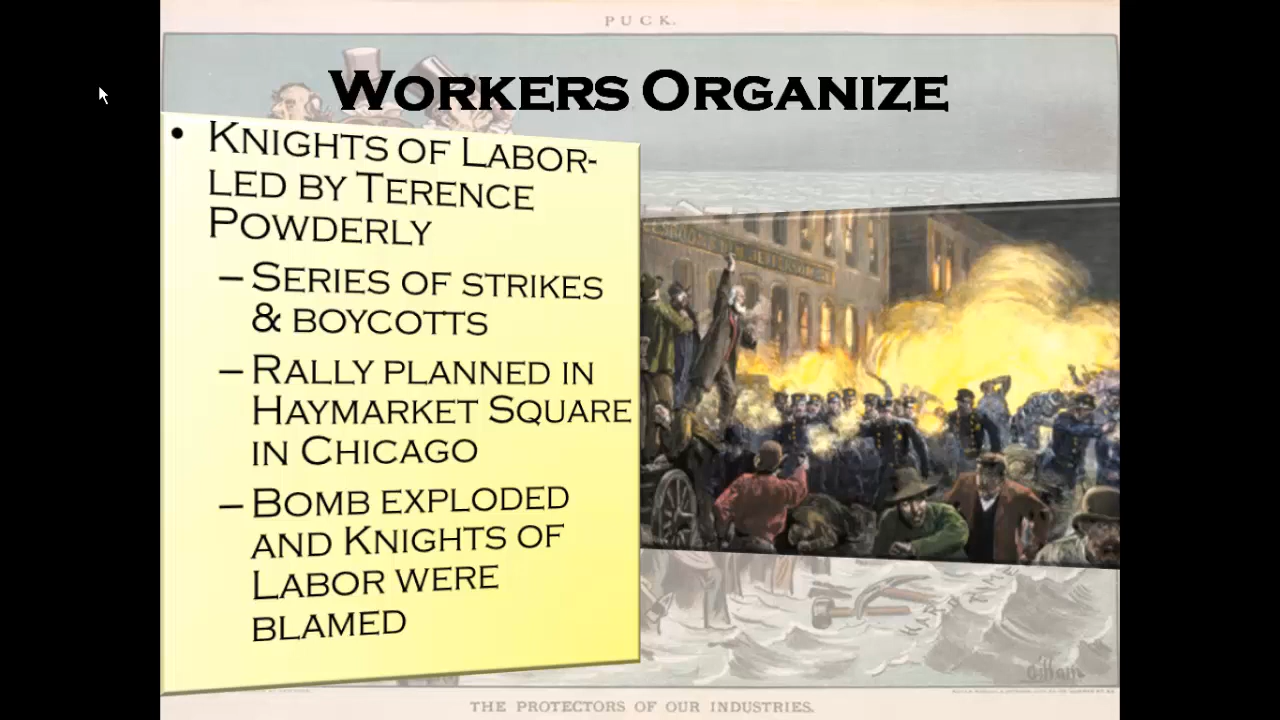 PUCK.
WORKERS ORGANIZE
• KNIGHTS OF LABOR-
LED BY TERENCE
POWDERLY
– SERIES OF STRIKES
& BOYCOTTS
– RALLY PLANNED IN
HAYMARKET SQUARE
IN CHICAGO
– BOMB EXPLODED
AND KNIGHTS OF
LABOR WERE
BLAMED
THE PROTECTORS OF OUR INDUSTRIES.